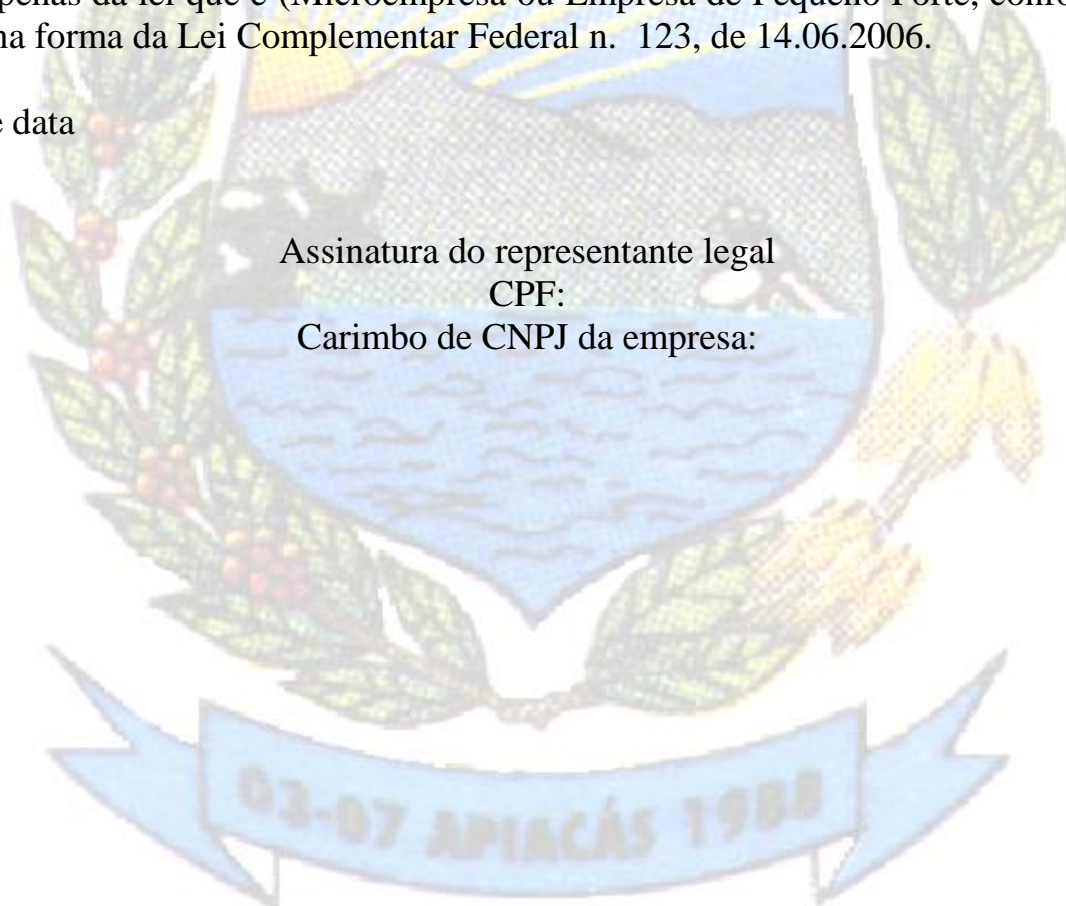 penas da lei que é (Microempresa ou Empresa de Pequeno Porte, confo
na forma da Lei Complementar Federal n. 123, de 14.06.2006.
e data
Assinatura do representante legal
CPF:
Carimbo de CNPJ da empresa:
03-07 APIACÁS 1988